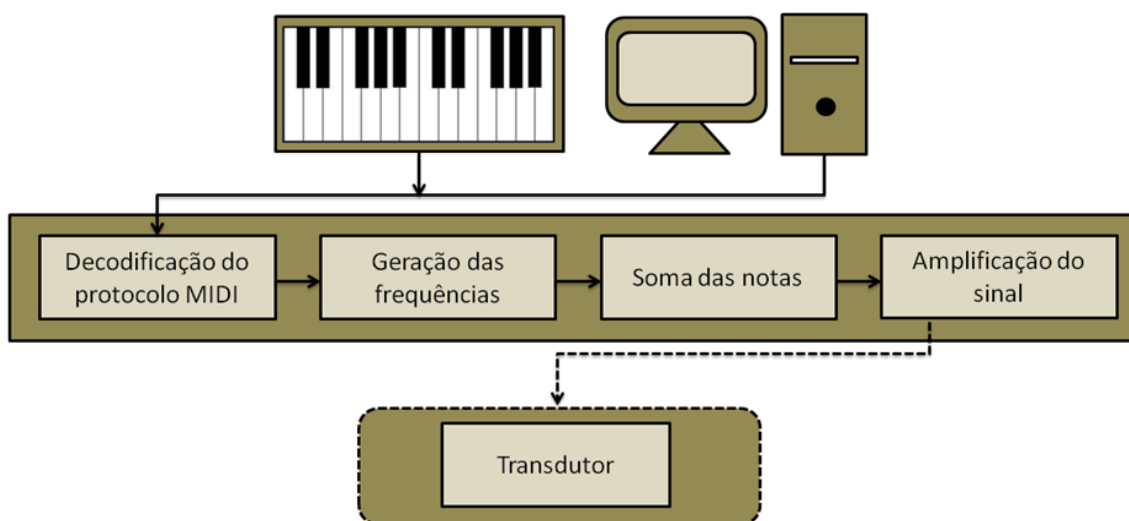 Decodificação do
protocolo MIDI
Geração das
frequências
Soma das notas
Amplificação do
sinal
Transdutor